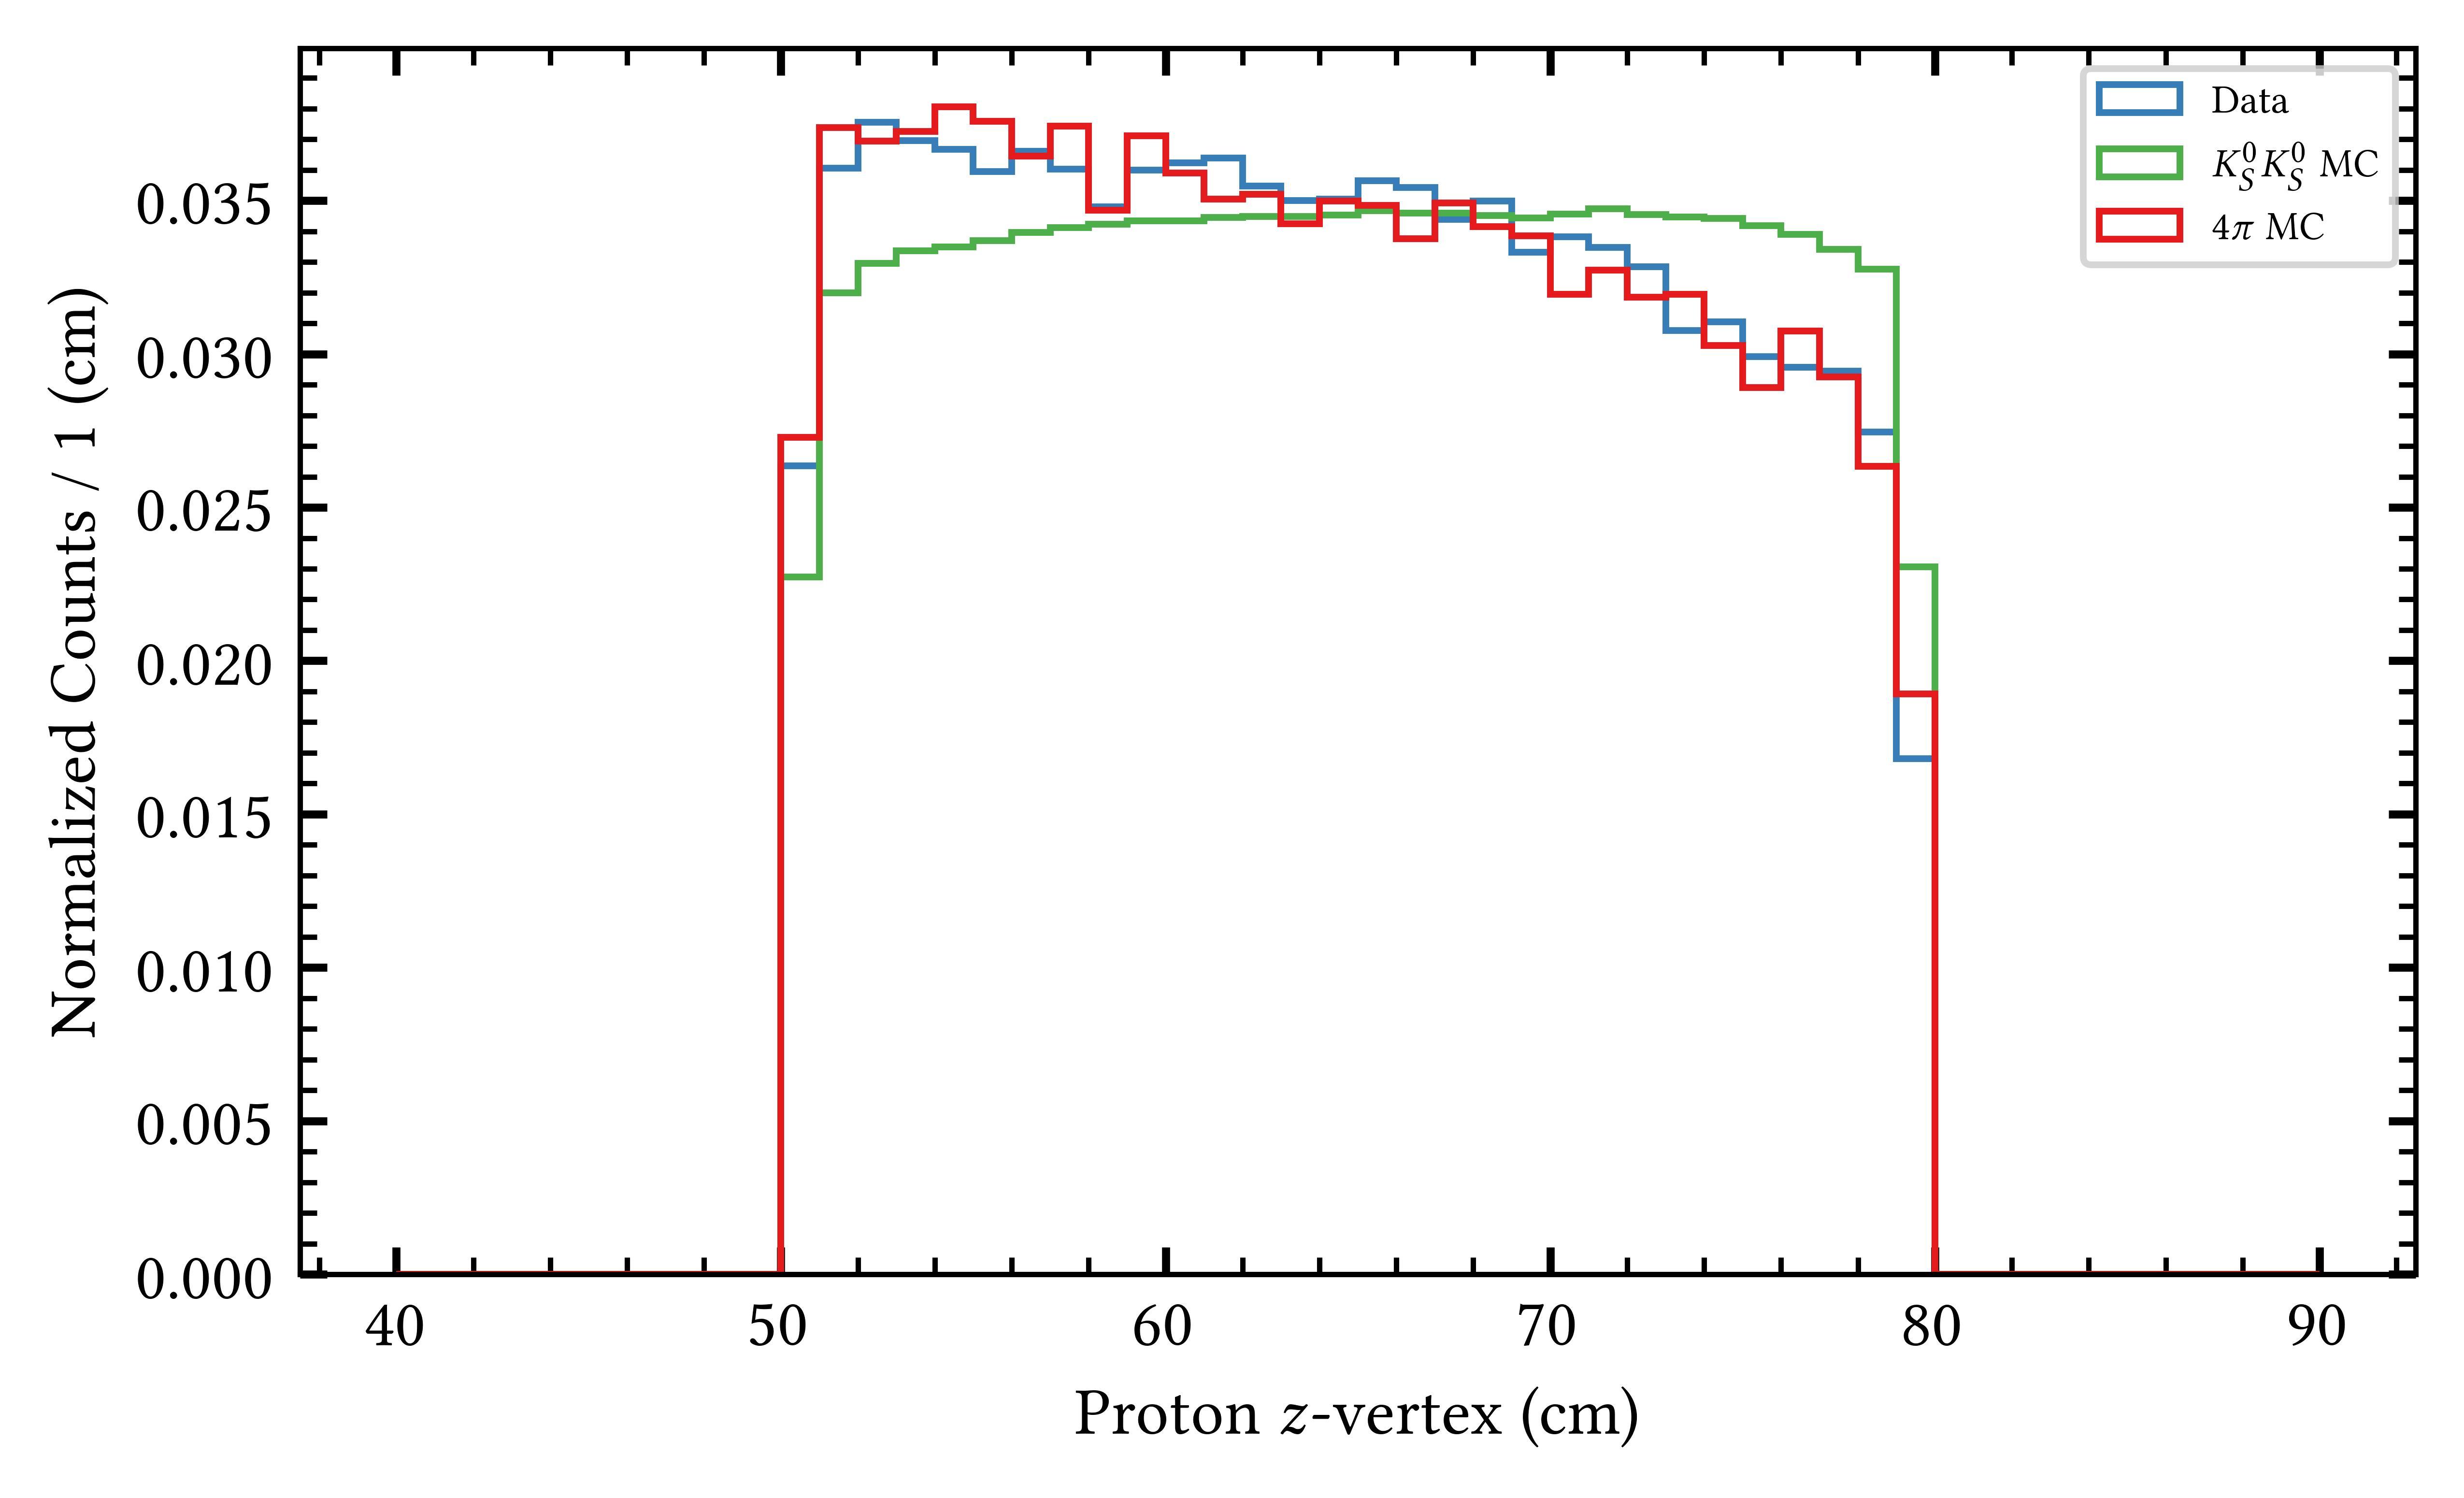 Normalized Counts / 1 (cm)
0.035
0.030
0.025
0.020
0.015
0.010
0.005
0.000
40 50 60 70 80 90
Proton z-vertex (cm)
Data
$K_S^0 K_S^0$ MC
4π MC